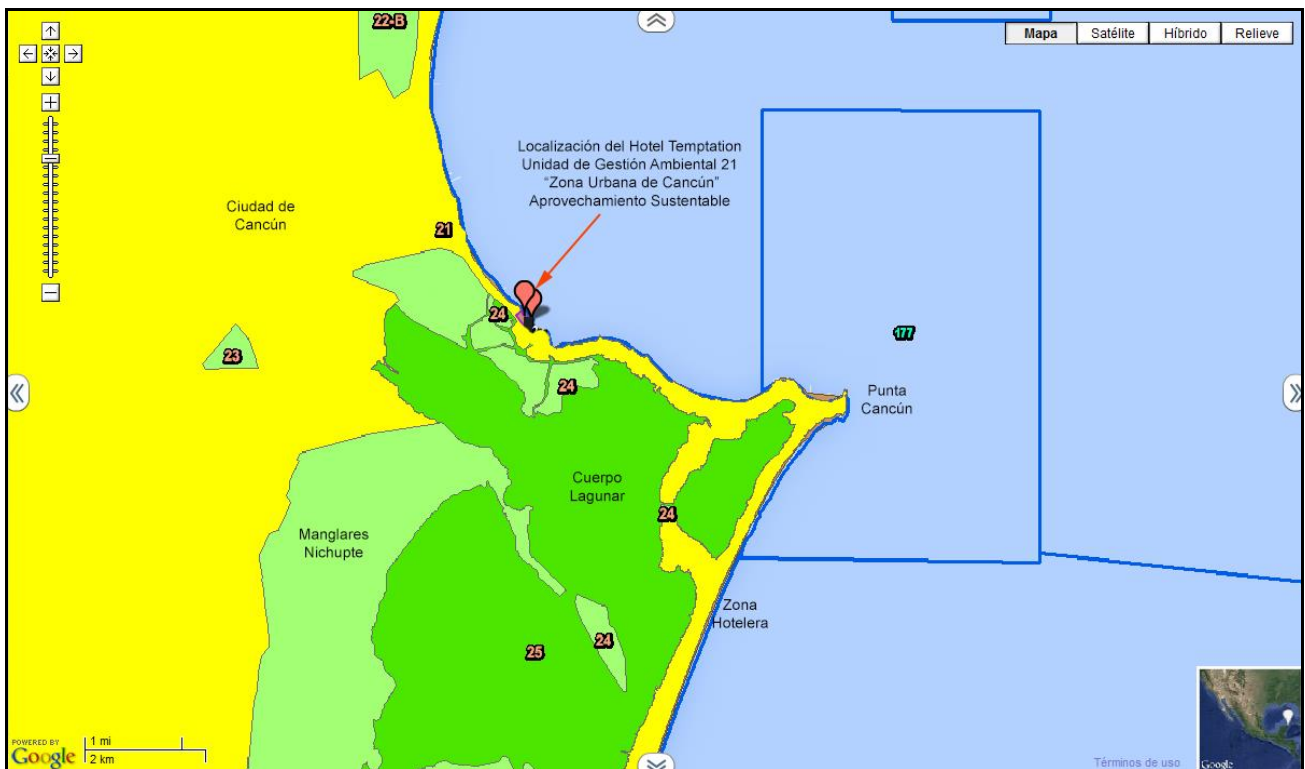 22-B
Mapa
Satélite
Híbrido
Relieve
Localización del Hotel Temptation
Unidad de Gestión Ambiental 21
"Zona Urbana de Cancún"
Aprovechamiento Sustentable
Ciudad de
Cancún
21
24
23
24
177
Punta
Cancún
Cuerpo
Lagunar
24
Manglares
Nichupte
Zona
Hotelera
24
25
POWERED BY
Google
1 mi
2 km
Términos de uso
Google